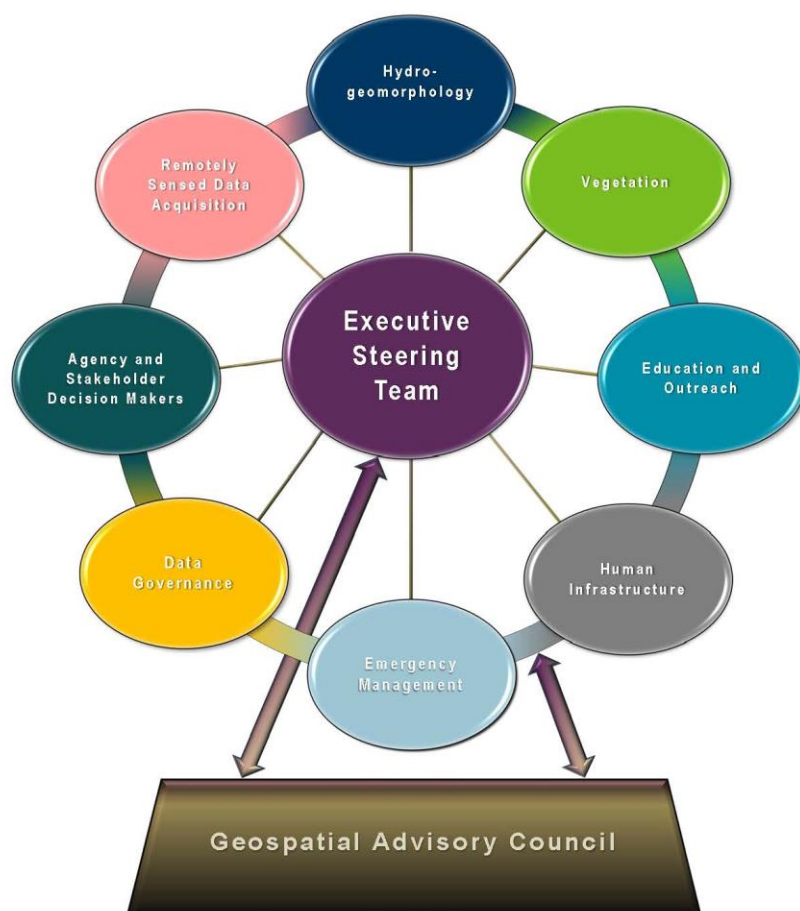 Hydro-
geomorphology
Remotely
Sensed Data
Acquisition
Vegetation
Executive
Steering
Team
Agency and
Stakeholder
Decision Makers
Education and
Outreach
Data
Governance
Human
Infrastructure
Emergency
Management
Geospatial Advisory Council